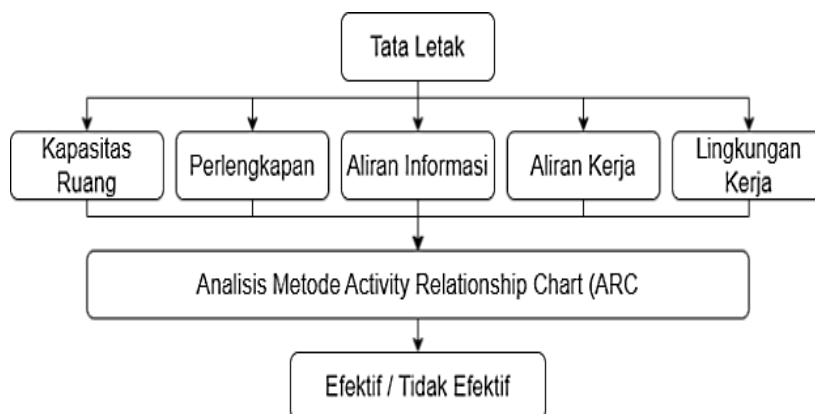 Tata Letak
Kapasitas
Ruang
Perlengkapan
Aliran Informasi
Aliran Kerja
Lingkungan
Kerja
Analisis Metode Activity Relationship Chart (ARC
Efektif / Tidak Efektif